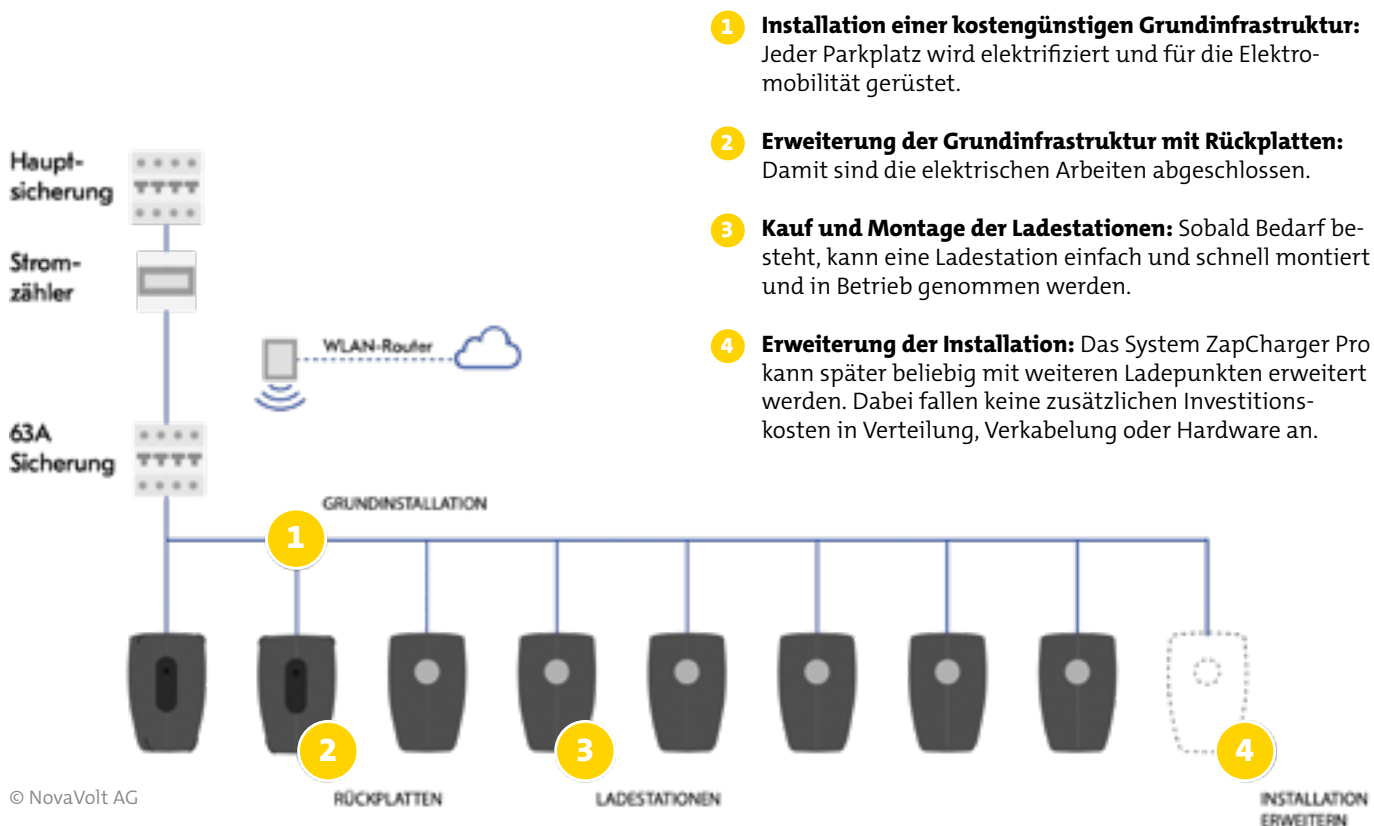 1 Installation einer kostengünstigen Grundinfrastruktur:
Jeder Parkplatz wird elektrifiziert und für die Elektro-
mobilität gerüstet.
2 Erweiterung der Grundinfrastruktur mit Rückplatten:
Damit sind die elektrischen Arbeiten abgeschlossen.
3 Kauf und Montage der Ladestationen: Sobald Bedarf be-
steht, kann eine Ladestation einfach und schnell montiert
und in Betrieb genommen werden.
4 Erweiterung der Installation: Das System ZapCharger Pro
kann später beliebig mit weiteren Ladepunkten erweitert
werden. Dabei fallen keine zusätzlichen Investitions-
kosten in Verteilung, Verkabelung oder Hardware an.
Haupt-
sicherung
Strom-
zähler
WLAN-Router
63A
Sicherung
GRUNDINSTALLATION
1
2
3
4
RÜCKPLATTEN
LADESTATIONEN
INSTALLATION
ERWEITERN
© NovaVolt AG